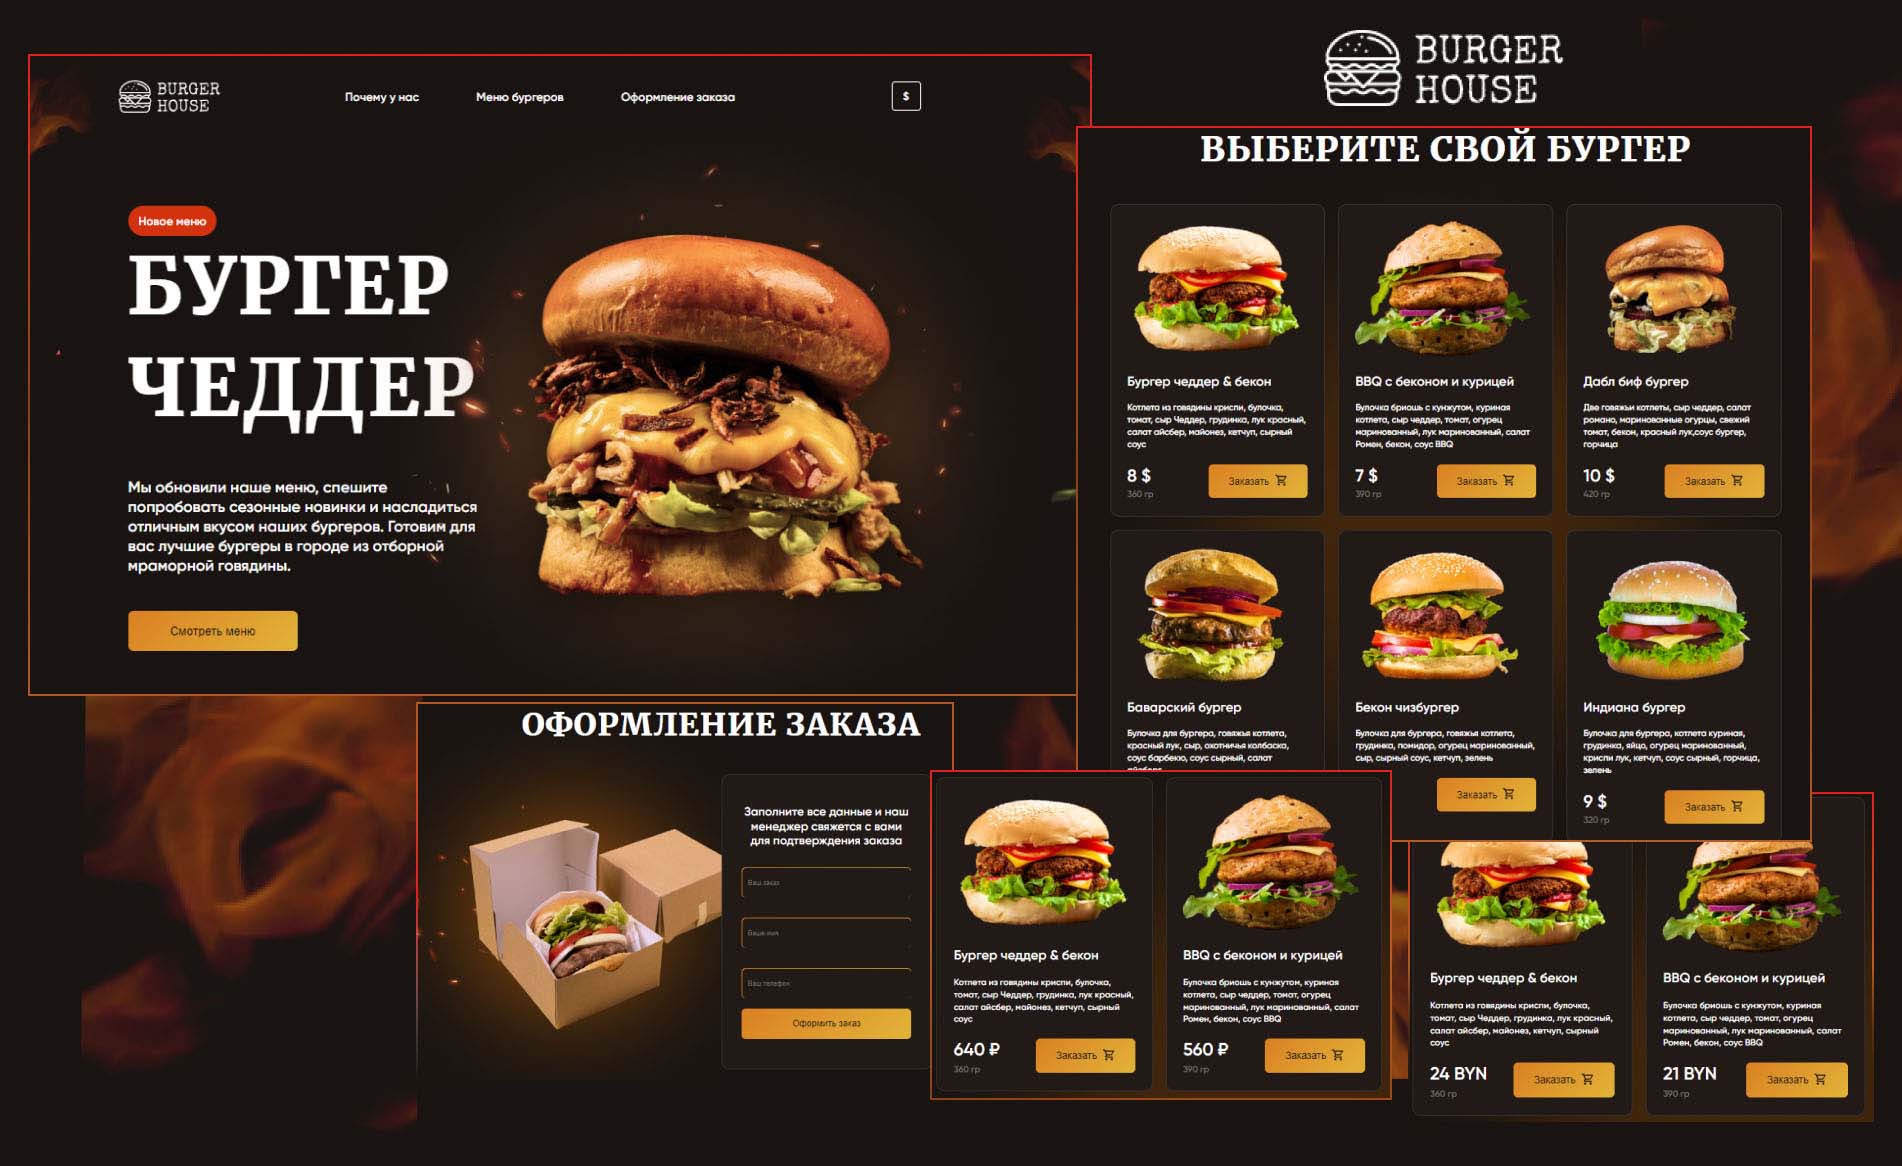 BURGER
HOUSE
Почему у нас
Меню бургеров
Оформление заказа
$
Новое меню
БУРГЕР
ЧЕДДЕР
Мы обновили наше меню, спешите
попробовать сезонные новинки и насладиться
отличным вкусом наших бургеров. Готовим для
вас лучшие бургеры в городе из отборной
мраморной говядины.
Смотреть меню
BURGER
HOUSE
ВЫБЕРИТЕ СВОЙ БУРГЕР
Бургер чеддер & бекон
Котлета из говядины криспи, булочка,
томат, сыр Чеддер, грудинка, лук красный,
салат айсбер, майонез, кетчуп, сырный
соус
8 $
360 гр
Заказать
BBQ с беконом и курицей
Булочка бриошь с кунжутом, куриная
котлета, сыр чеддер, томат, огурец
маринованный, лук маринованный, салат
Ромен, бекон, соус BBQ
7 $
390 гр
Заказать
Дабл биф бургер
Две говяжьи котлеты, сыр чеддер, салат
романо, маринованные огурцы, свежий
томат, бекон, красный лук,соус бургер,
горчица
10 $
420 гр
Заказать
Баварский бургер
Булочка для бургера, говяжья котлета,
красный лук, сыр, охотничья колбаска,
соус барбекю, соус сырный, салат
Бекон чизбургер
Булочка для бургера, говяжья котлета,
грудинка, помидор, огурец маринованный,
сыр, сырный соус, кетчуп, зелень
Заказать
Индиана бургер
Булочка для бургера, котлета куриная,
грудинка, яйцо, огурец маринованный,
криспи лук, кетчуп, соус сырный, горчица,
зелень
9 $
320 гр
Заказать
ОФОРМЛЕНИЕ ЗАКАЗА
Заполните все данные и наш
менеджер свяжется с вами
для подтверждения заказа
Ваш заказ
Ваше имя
Ваш телефон
Оформить заказ
Бургер чеддер & бекон
Котлета из говядины криспи, булочка,
томат, сыр Чеддер, грудинка, лук красный,
салат айсбер, майонез, кетчуп, сырный
соус
640 ₽
360 гр
Заказать
BBQ с беконом и курицей
Булочка бриошь с кунжутом, куриная
котлета, сыр чеддер, томат, огурец
маринованный, лук маринованный, салат
Ромен, бекон, соус BBQ
560 ₽
390 гр
Заказать
Бургер чеддер & бекон
Котлета из говядины криспи, булочка,
томат, сыр Чеддер, грудинка, лук красный,
салат айсбер, майонез, кетчуп, сырный
соус
24 BYN
360 гр
Заказать
BBQ с беконом и курицей
Булочка бриошь с кунжутом, куриная
котлета, сыр чеддер, томат, огурец
маринованный, лук маринованный, салат
Ромен, бекон, соус BBQ
21 BYN
390 гр
Заказать